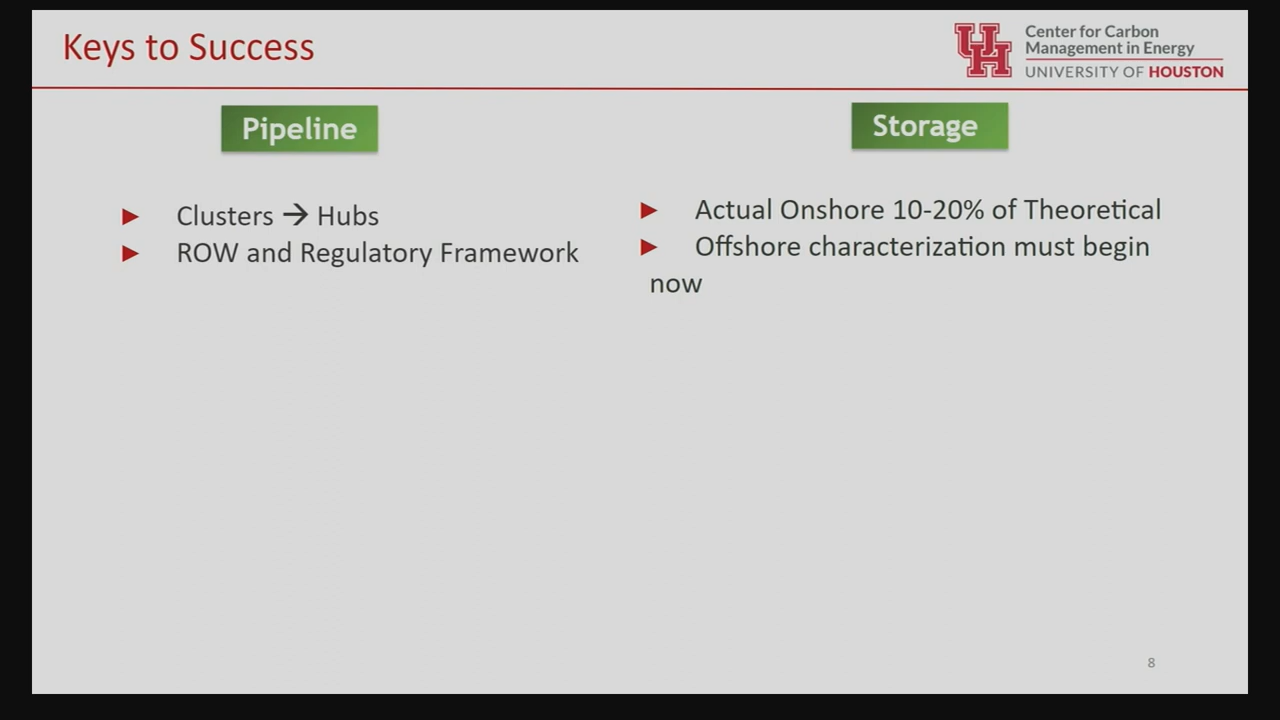 Keys to Success
Center for Carbon
Management in Energy
UNIVERSITY OF HOUSTON
Pipeline
Clusters → Hubs
ROW and Regulatory Framework
Storage
Actual Onshore 10-20% of Theoretical
Offshore characterization must begin
now
8